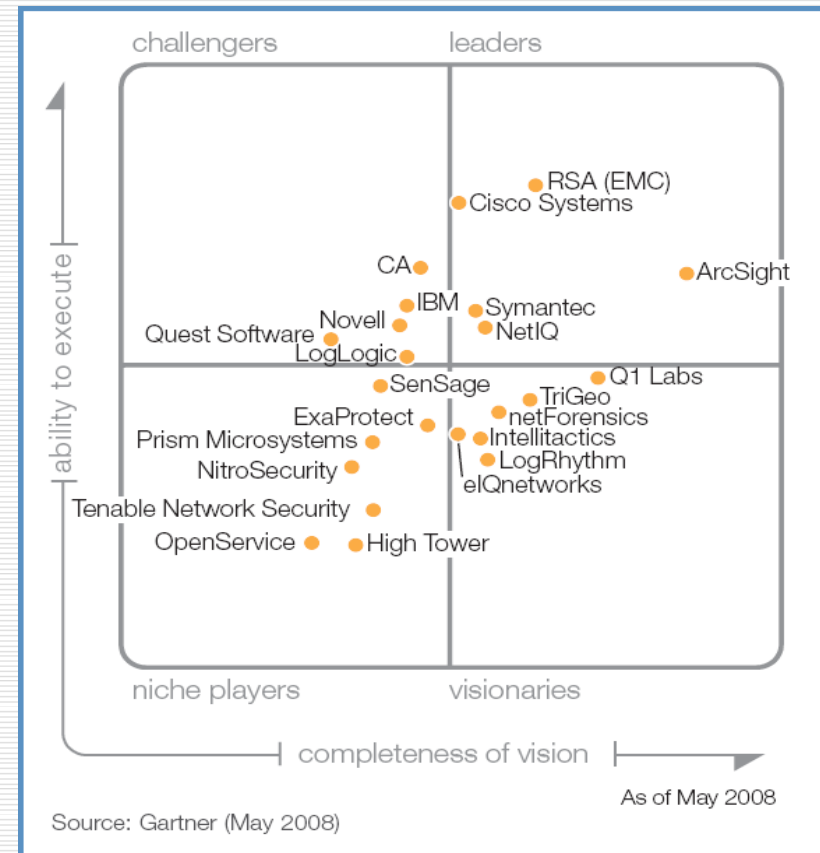 challengers
leaders
RSA (EMC)
Cisco Systems
CA
ArcSight
IBM
Symantec
Novell
NetIQ
Quest Software
LogLogic
Q1 Labs
SenSage
TriGeo
ExaProtect
netForensics
Prism Microsystems
Intellitactics
NitroSecurity
LogRhythm
eIQnetworks
Tenable Network Security
OpenService
High Tower
ability to execute
niche players
visionaries
completeness of vision
As of May 2008
Source: Gartner (May 2008)